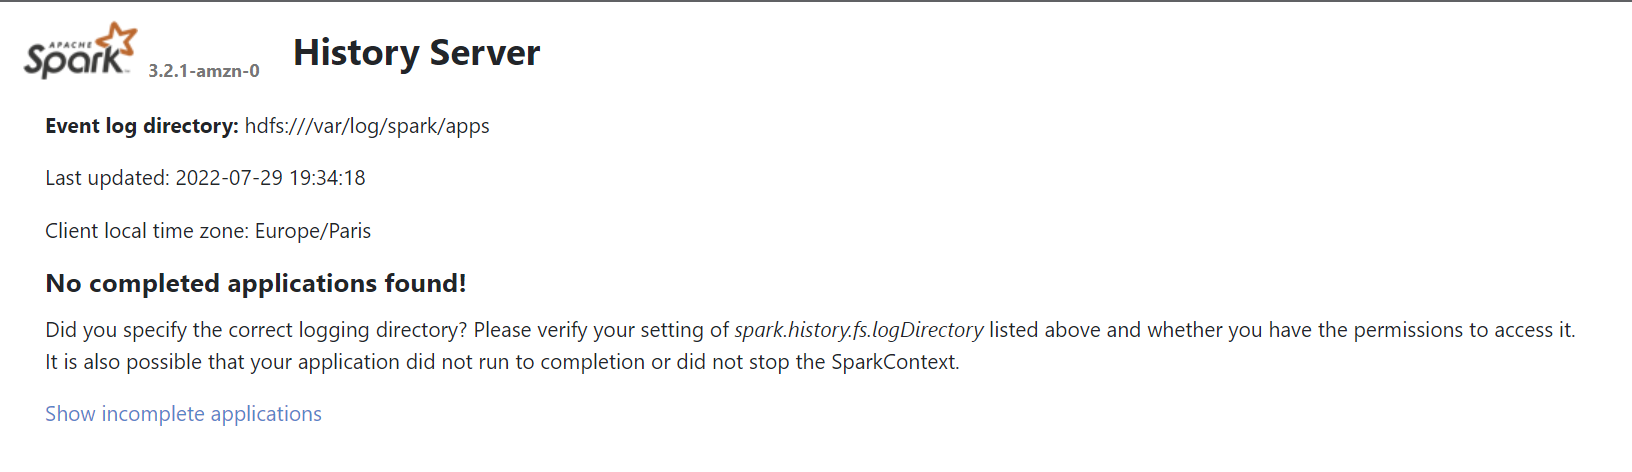 APACHE
Spark™ 3.2.1-amzn-0 History Server
Event log directory: hdfs:///var/log/spark/apps
Last updated: 2022-07-29 19:34:18
Client local time zone: Europe/Paris
No completed applications found!
Did you specify the correct logging directory? Please verify your setting of spark.history.fs.logDirectory listed above and whether you have the permissions to access it.
It is also possible that your application did not run to completion or did not stop the SparkContext.
Show incomplete applications